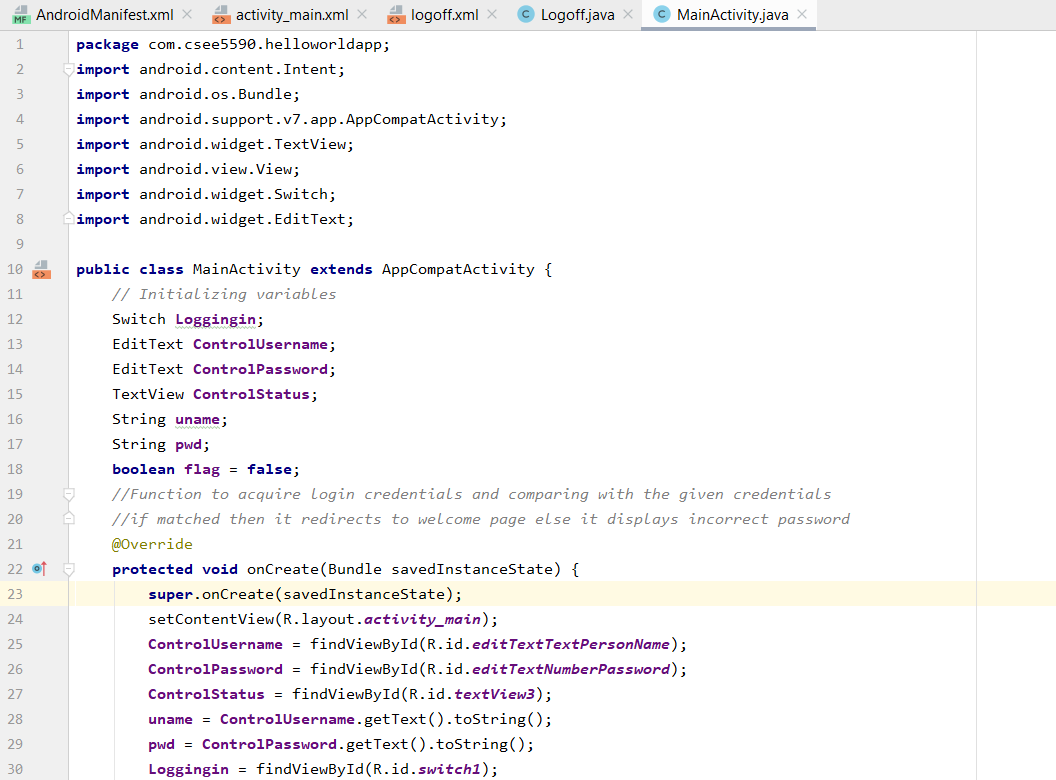 AndroidManifest.xml activity_main.xml logoff.xml Logoff.java MainActivity.java
1 package com.csee5590.helloworldapp;
2 import android.content.Intent;
3 import android.os.Bundle;
4 import android.support.v7.app.AppCompatActivity;
5 import android.widget.TextView;
6 import android.view.View;
7 import android.widget.Switch;
8 import android.widget.EditText;
9
10 public class MainActivity extends AppCompatActivity {
11 // Initializing variables
12 Switch Loggingin;
13 EditText ControlUsername;
14 EditText ControlPassword;
15 TextView ControlStatus;
16 String uname;
17 String pwd;
18 boolean flag = false;
19 //Function to acquire login credentials and comparing with the given credentials
20 //if matched then it redirects to welcome page else it displays incorrect password
21 @Override
22 protected void onCreate(Bundle savedInstanceState) {
23 super.onCreate(savedInstanceState);
24 setContentView(R.layout.activity_main);
25 ControlUsername = findViewById(R.id.editTextTextPersonName);
26 ControlPassword = findViewById(R.id.editTextNumberPassword);
27 ControlStatus = findViewById(R.id.textView3);
28 uname = ControlUsername.getText().toString();
29 pwd = ControlPassword.getText().toString();
30 Loggingin = findViewById(R.id.switch1);